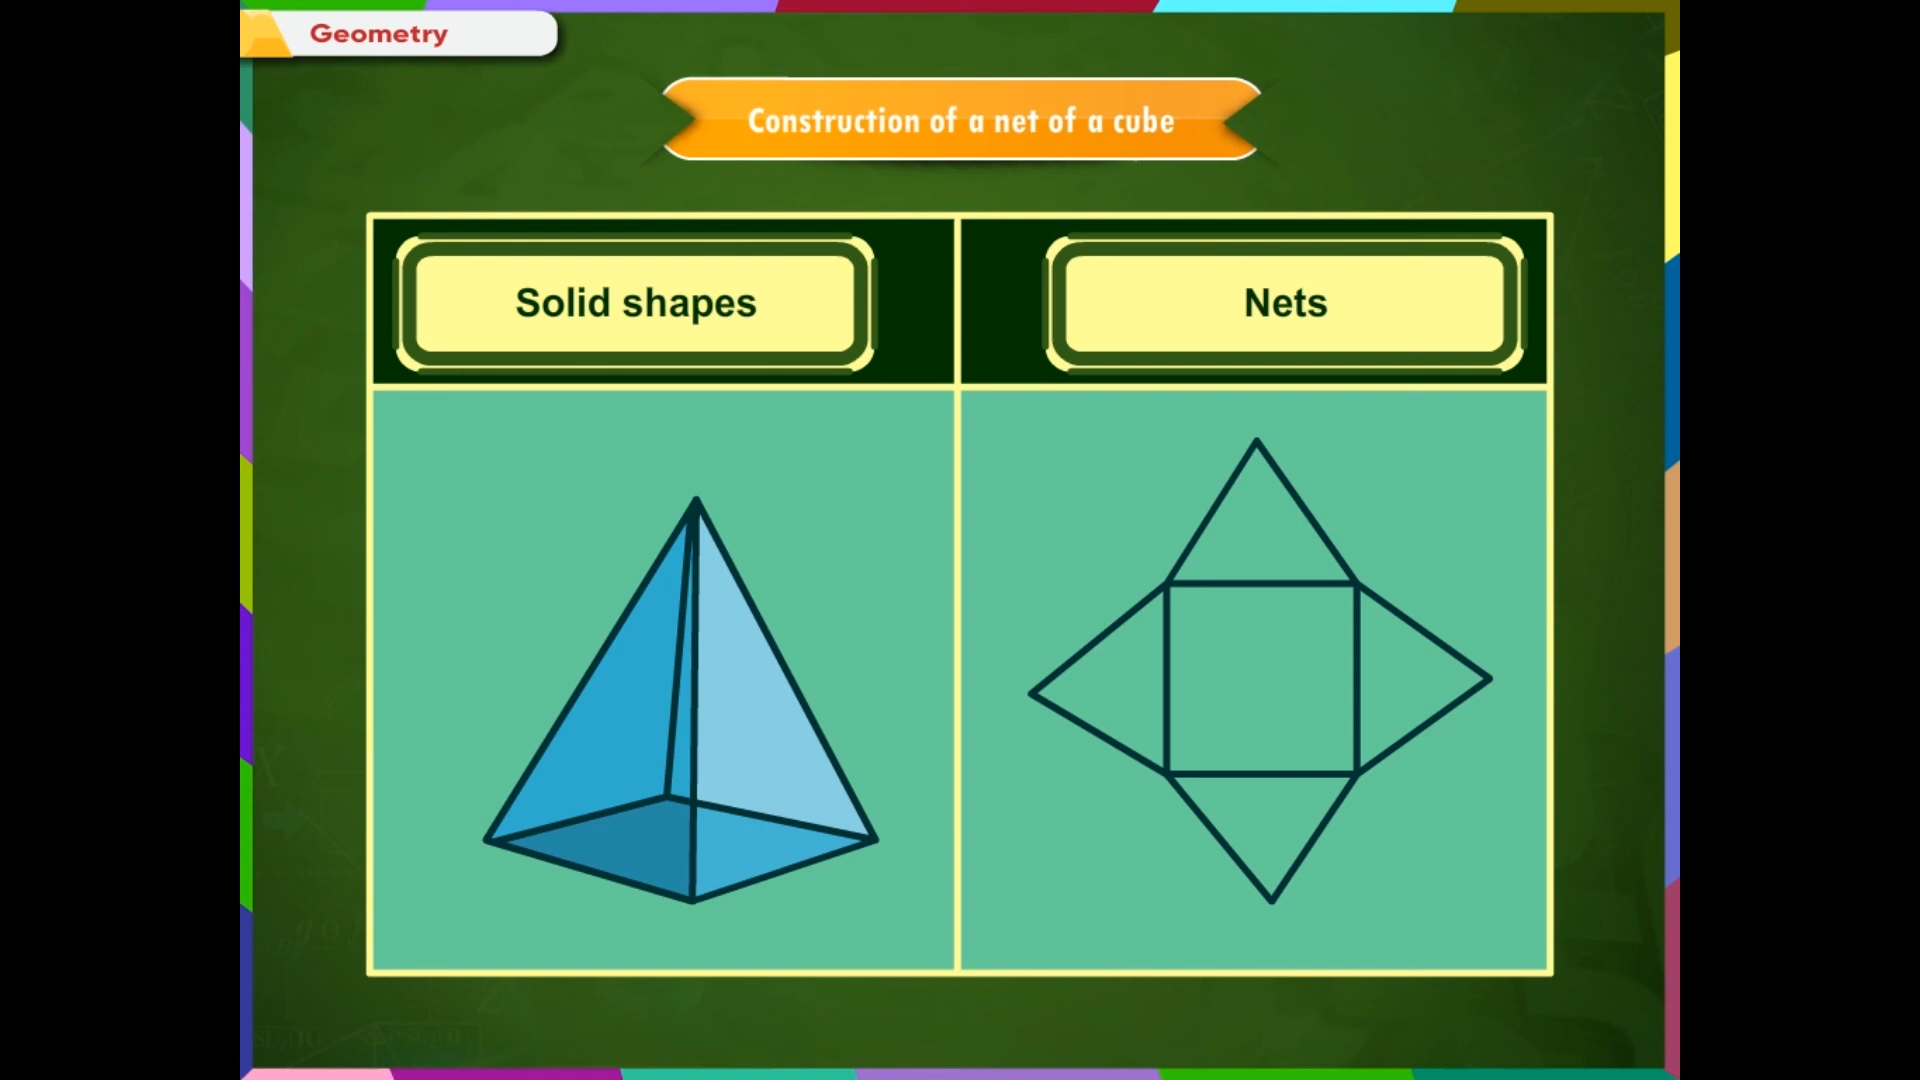 Geometry
Construction of a net of a cube
Solid shapes
Nets